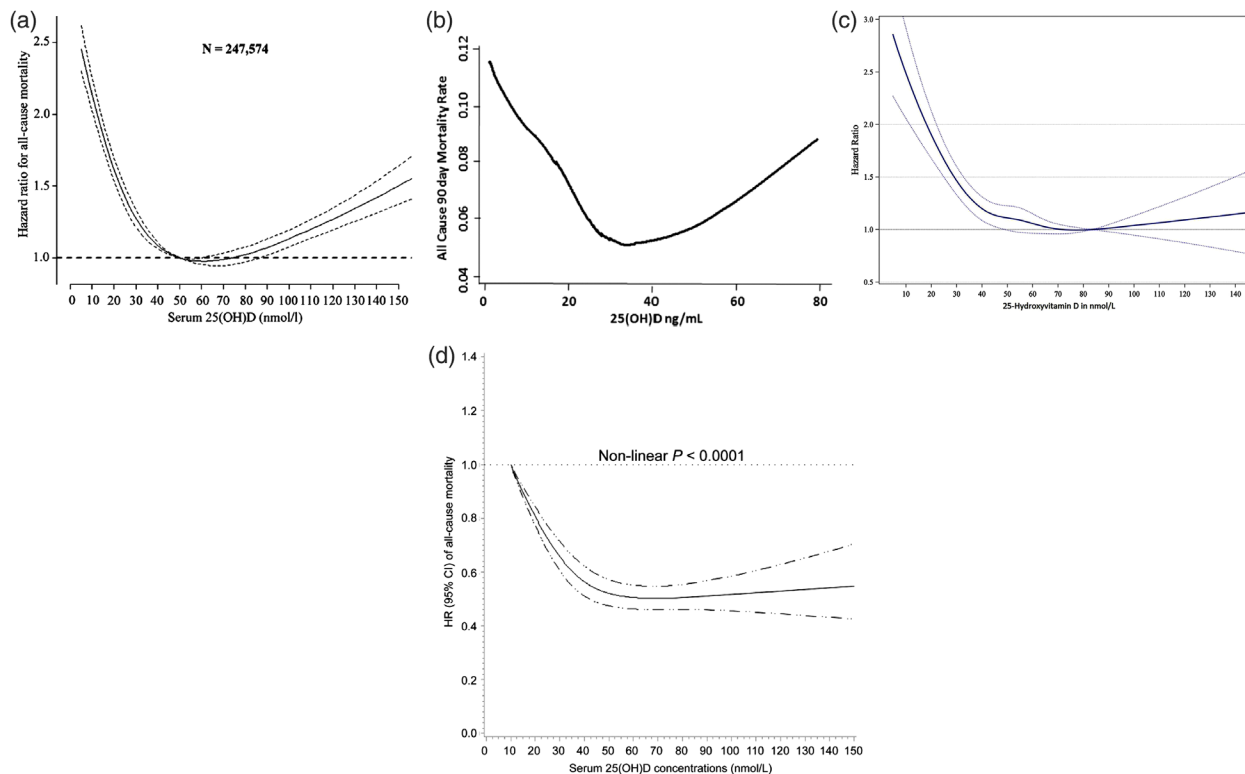 (a)
Hazard ratio for all-cause mortality
2.5
2.0
1.5
1.0
N = 247,574
0 10 20 30 40 50 60 70 80 90 100 110 120 130 140 150
Serum 25(OH)D (nmol/l)
(b)
All Cause 90 day Mortality Rate
0.12
0.10
0.08
0.06
0.04
0 20 40 60 80
25(OH)D ng/mL
(c)
Hazard Ratio
3.0
2.5
2.0
1.5
1.0
0.5
10 20 30 40 50 60 70 80 90 100 110 120 130 140
25-Hydroxyvitamin D in nmol/L
(d)
HR (95% CI) of all-cause mortality
1.4
1.2
1.0
0.8
0.6
0.4
0.2
0.0
Non-linear P < 0.0001
0 10 20 30 40 50 60 70 80 90 100 110 120 130 140 150
Serum 25(OH)D concentrations (nmol/L)